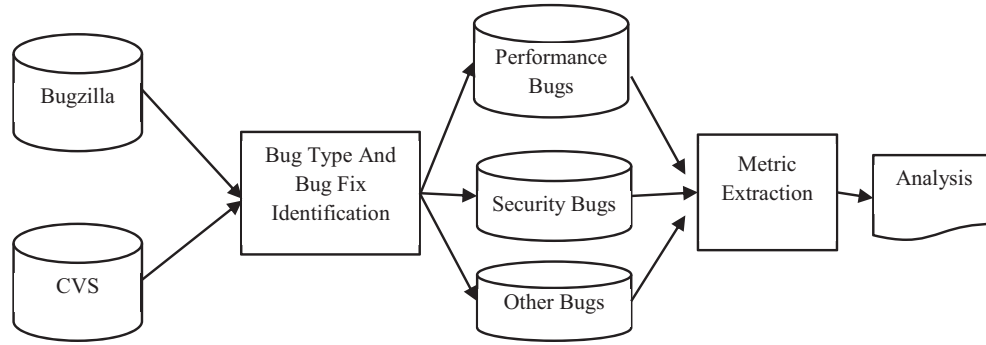 Bugzilla
CVS
Bug Type And
Bug Fix
Identification
Performance
Bugs
Security Bugs
Other Bugs
Metric
Extraction
Analysis